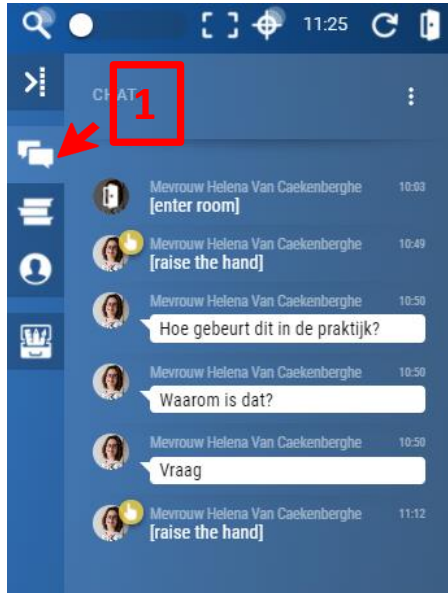 11:25
CHAT
1
Mevrouw Helena Van Caekenberghe 10:03
[enter room]
Mevrouw Helena Van Caekenberghe 10:49
[raise the hand]
Mevrouw Helena Van Caekenberghe 10:50
Hoe gebeurt dit in de praktijk?
Mevrouw Helena Van Caekenberghe 10:50
Waarom is dat?
Mevrouw Helena Van Caekenberghe 10:50
Vraag
Mevrouw Helena Van Caekenberghe 11:12
[raise the hand]